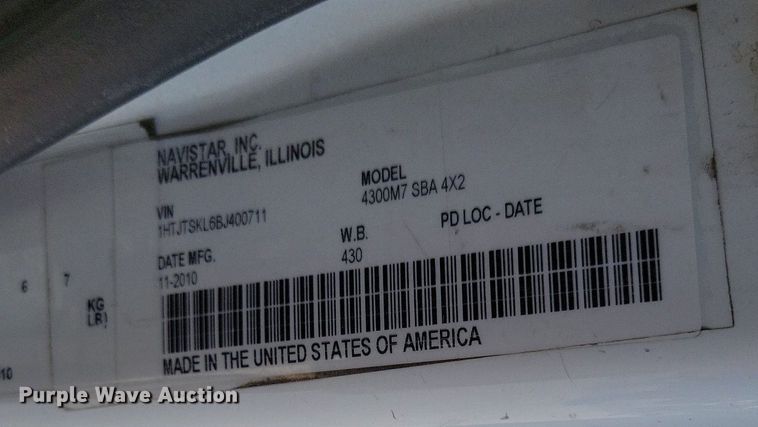 NAVISTAR, INC.
WARRENVILLE, ILLINOIS
MODEL
4300M7 SBA 4X2
VIN
1HTJTSKL6BJ400711
W.B.
PD LOC - DATE
DATE MFG.
430
11-2010
6
7
KG
LB)
10
MADE IN THE UNITED STATES OF AMERICA
Purple Wave Auction